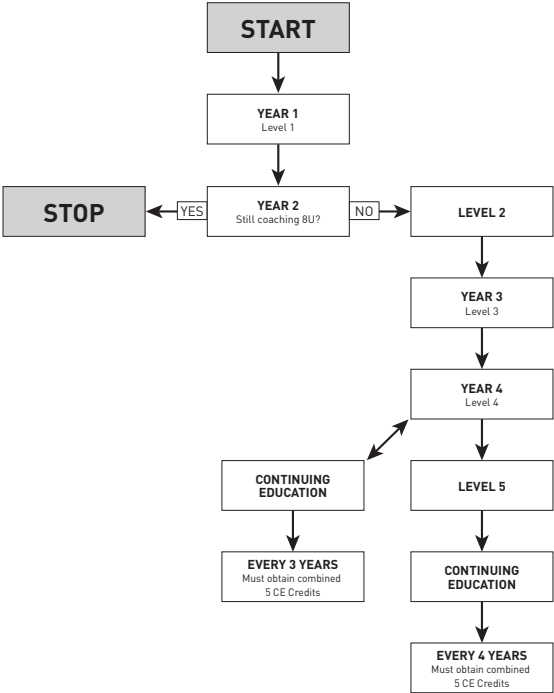 START
YEAR 1
Level 1
STOP
YES
YEAR 2
Still coaching 8U?
NO
LEVEL 2
YEAR 3
Level 3
YEAR 4
Level 4
CONTINUING
EDUCATION
LEVEL 5
EVERY 3 YEARS
Must obtain combined
5 CE Credits
CONTINUING
EDUCATION
EVERY 4 YEARS
Must obtain combined
5 CE Credits